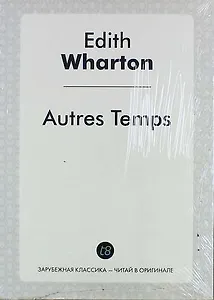 Edith
Wharton
Autres Temps
t8
ЗАРУБЕЖНАЯ КЛАССИКА — ЧИТАЙ В ОРИГИНАЛЕ